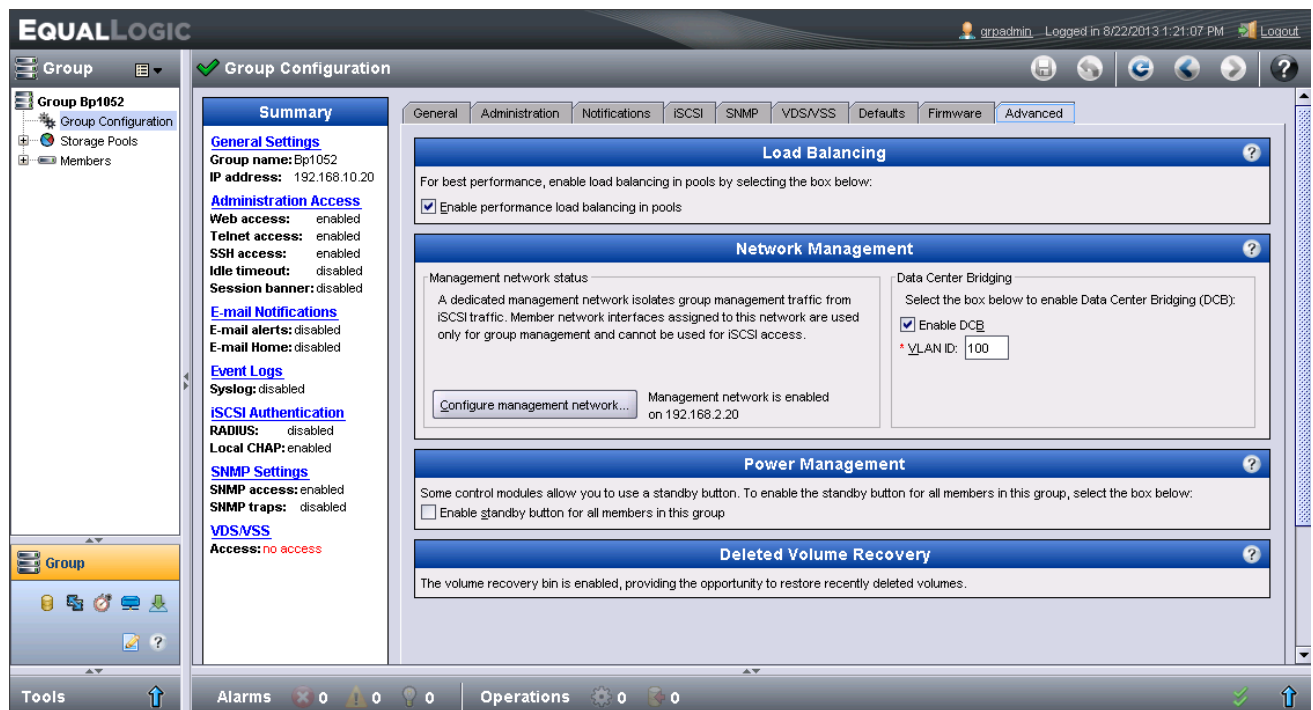 EQUALLOGIC
grpadmin Logged in 8/22/2013 1:21:07 PM Logout
Group
Group Configuration
?
Group Bp1052
Group Configuration
Storage Pools
Members
Summary
General Settings
Group name: Bp1052
IP address: 192.168.10.20
Administration Access
Web access: enabled
Telnet access: enabled
SSH access: enabled
Idle timeout: disabled
Session banner: disabled
E-mail Notifications
E-mail alerts: disabled
E-mail Home: disabled
Event Logs
Syslog: disabled
iSCSI Authentication
RADIUS: disabled
Local CHAP: enabled
SNMP Settings
SNMP access: enabled
SNMP traps: disabled
VDS/VSS
Access: no access
General Administration Notifications iSCSI SNMP VDS/VSS Defaults Firmware Advanced
Load Balancing ?
For best performance, enable load balancing in pools by selecting the box below:
Enable performance load balancing in pools
Network Management ?
Management network status
A dedicated management network isolates group management traffic from
iSCSI traffic. Member network interfaces assigned to this network are used
only for group management and cannot be used for iSCSI access.
Configure management network...
Management network is enabled
on 192.168.2.20
Data Center Bridging
Select the box below to enable Data Center Bridging (DCB):
Enable DCB
* VLAN ID: 100
Power Management ?
Some control modules allow you to use a standby button. To enable the standby button for all members in this group, select the box below:
Enable standby button for all members in this group
Deleted Volume Recovery ?
The volume recovery bin is enabled, providing the opportunity to restore recently deleted volumes.
Group
?
Tools
Alarms 0 0 0 Operations 0 0